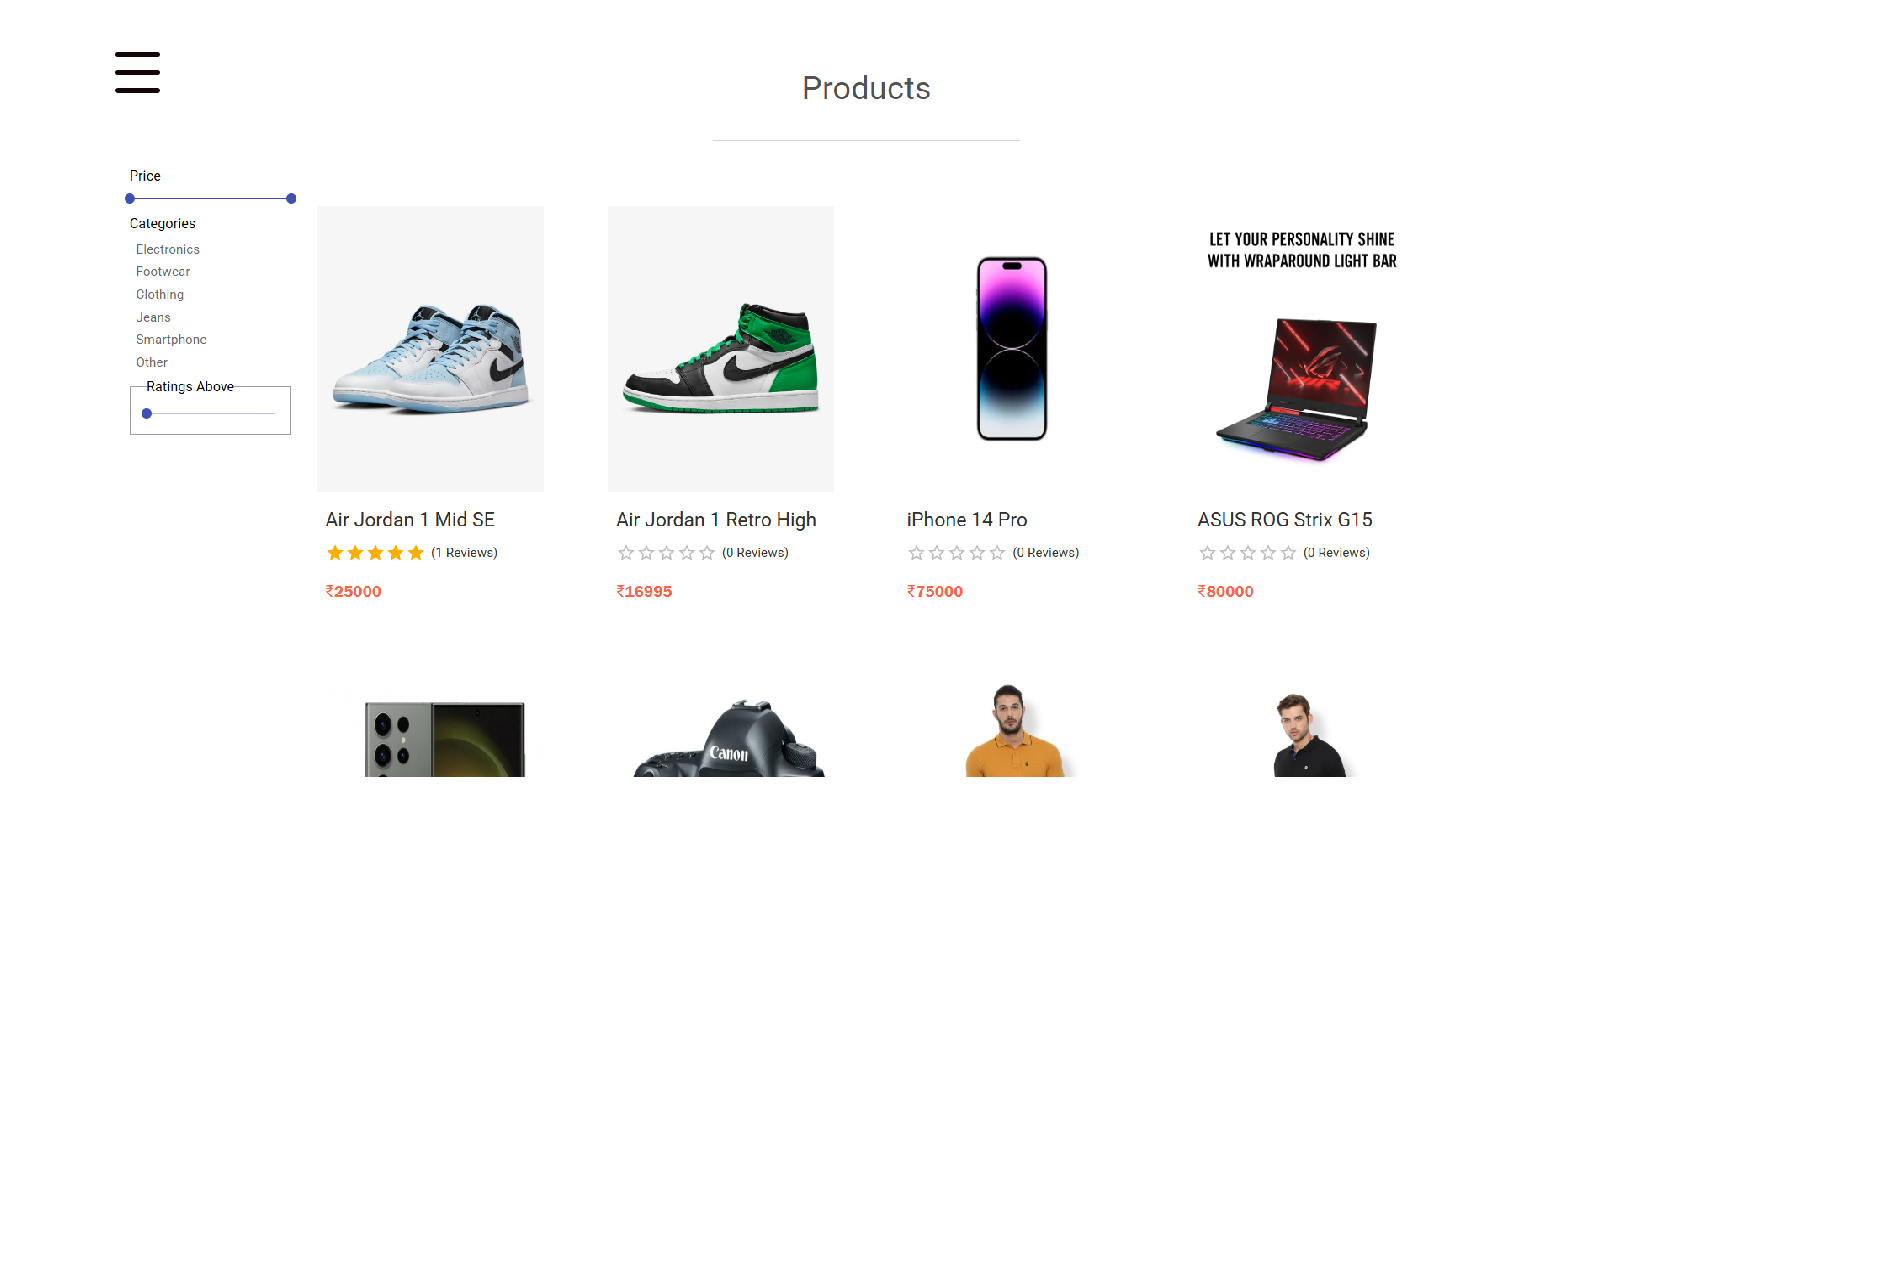 Products
Price
Categories
Electronics
Footwear
Clothing
Jeans
Smartphone
Other
Ratings Above
LET YOUR PERSONALITY SHINE
WITH WRAPAROUND LIGHT BAR
Air Jordan 1 Mid SE
(1 Reviews)
₹25000
Air Jordan 1 Retro High
(0 Reviews)
₹16995
iPhone 14 Pro
(0 Reviews)
₹75000
ASUS ROG Strix G15
(0 Reviews)
₹80000
Canon